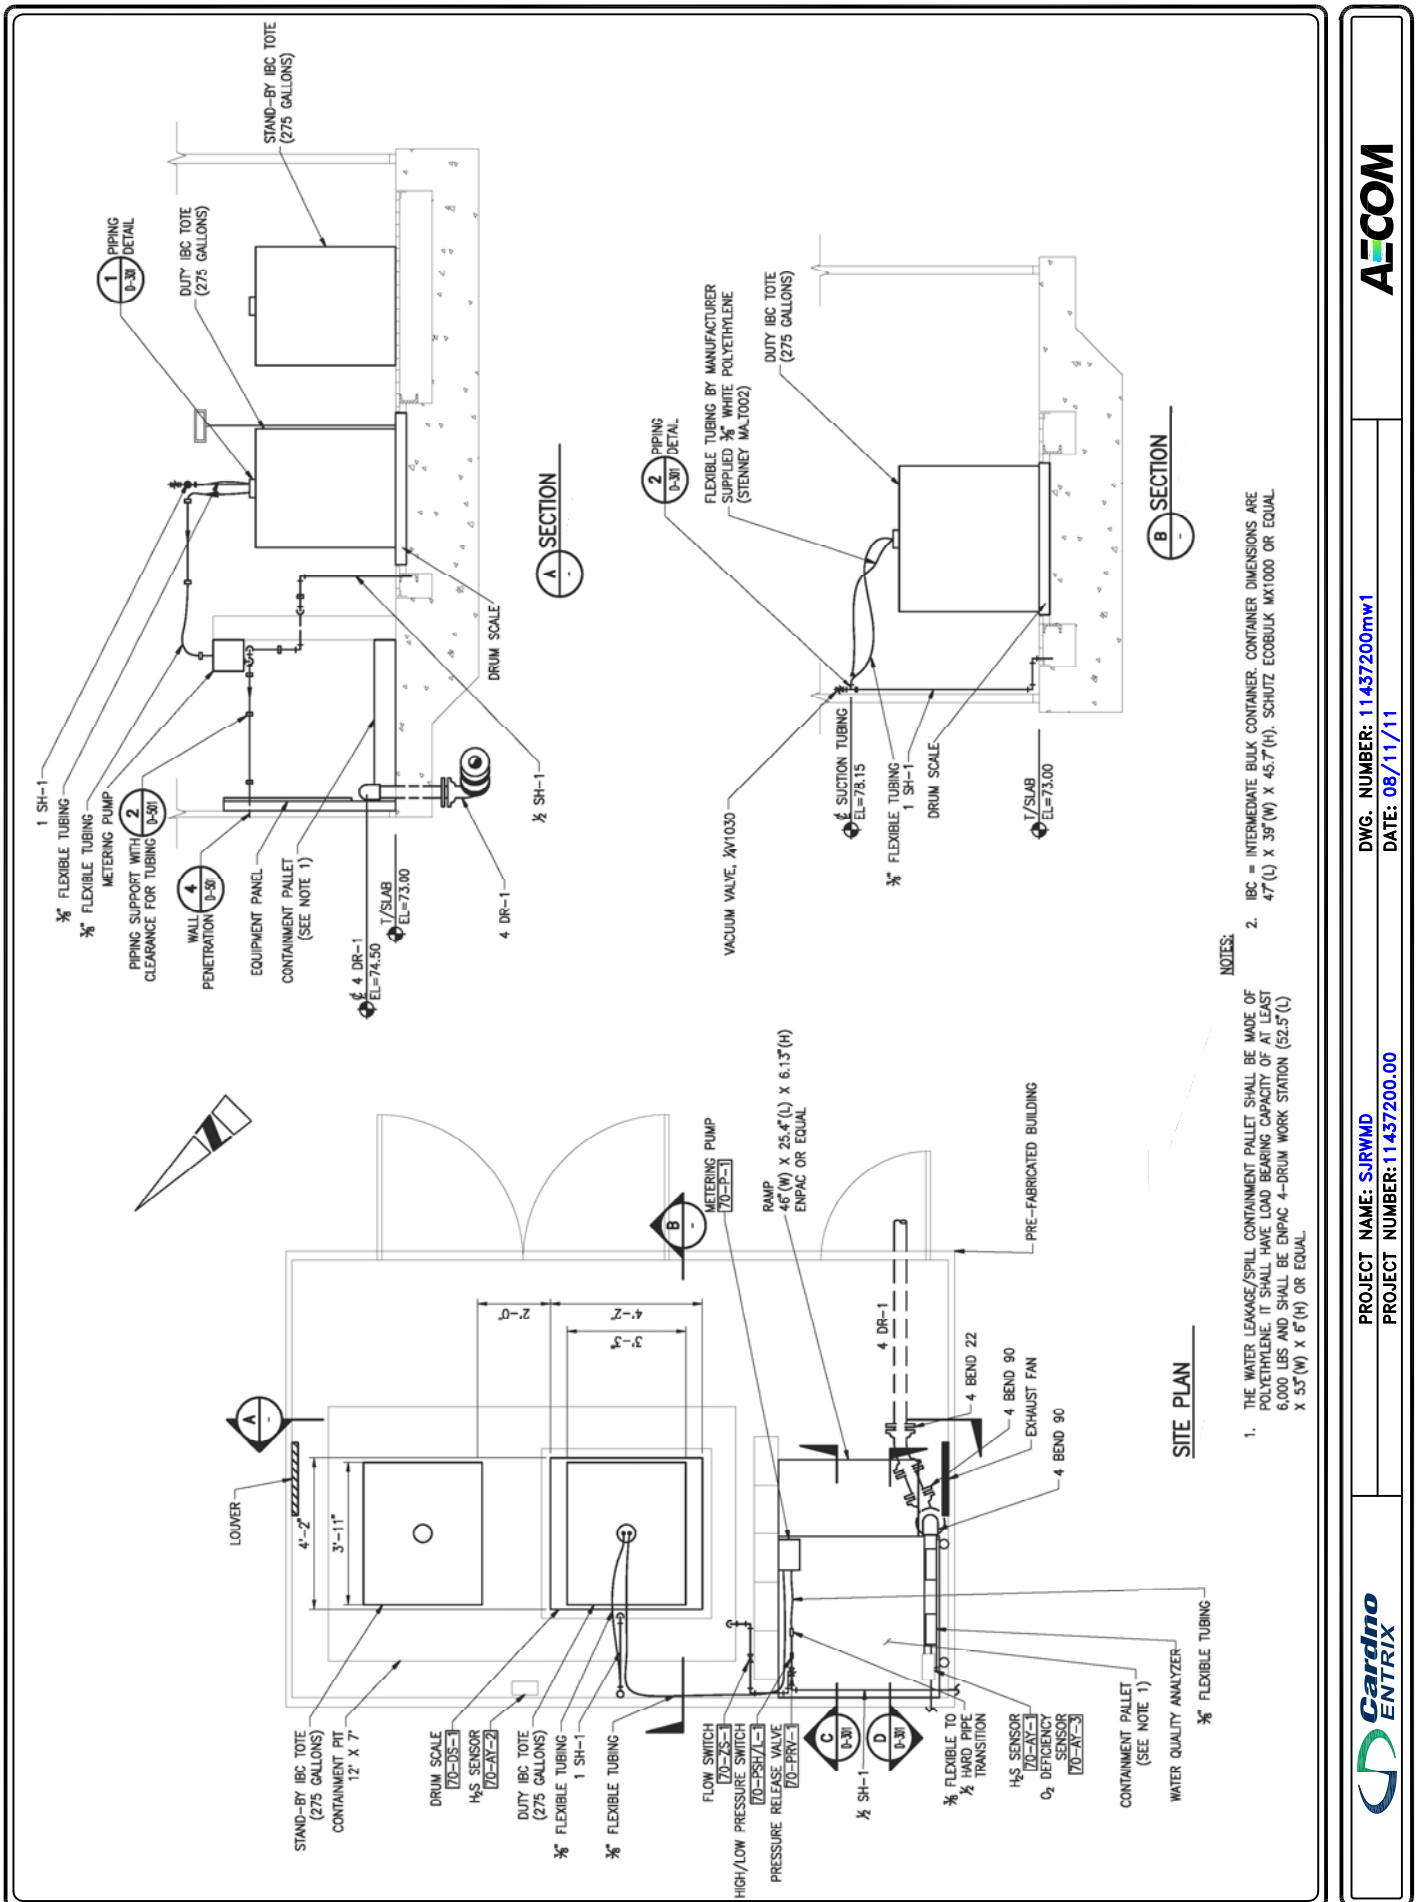 STAND-BY IBC TOTE
(275 GALLONS)
CONTAINMENT PIT
12' X 7"
DRUM SCALE
70-DS-1
H₂S SENSOR
70-AY-2
DUTY IBC TOTE
(275 GALLONS)
⅜" FLEXIBLE TUBING
1 SH-1
⅜" FLEXIBLE TUBING
FLOW SWITCH
70-ZS-1
HIGH/LOW PRESSURE SWITCH
70-PSH/L-1
PRESSURE RELEASE VALVE
70-PRV-1
½ SH-1
⅜ FLEXIBLE TO
½ HARD PIPE
TRANSITION
H₂S SENSOR
70-AY-1
O₂ DEFICIENCY
SENSOR
70-AY-3
CONTAINMENT PALLET
(SEE NOTE 1)
WATER QUALITY ANALYZER
⅜" FLEXIBLE TUBING
LOUVER
4'-2"
3'-11"
A
-
2'-0"
4'-2"
3'-3"
B
-
C
D-301
D
D-301
METERING PUMP
70-P-1
RAMP
46"(W) X 25.4"(L) X 6.13"(H)
ENPAC OR EQUAL
4 DR-1
4 BEND 22
4 BEND 90
EXHAUST FAN
4 BEND 90
PRE-FABRICATED BUILDING
N
SITE PLAN
1 SH-1
⅜" FLEXIBLE TUBING
⅜" FLEXIBLE TUBING
METERING PUMP
PIPING SUPPORT WITH
CLEARANCE FOR TUBING
2
D-501
WALL
PENETRATION
4
D-501
EQUIPMENT PANEL
CONTAINMENT PALLET
(SEE NOTE 1)
℄ 4 DR-1
EL=74.50
T/SLAB
EL=73.00
4 DR-1
½ SH-1
DRUM SCALE
1
D-301
PIPING
DETAIL
DUTY IBC TOTE
(275 GALLONS)
STAND-BY IBC TOTE
(275 GALLONS)
A
-
SECTION
VACUUM VALVE, ¼V1030
℄ SUCTION TUBING
EL=78.15
⅜" FLEXIBLE TUBING
1 SH-1
DRUM SCALE
T/SLAB
EL=73.00
2
D-301
PIPING
DETAIL
FLEXIBLE TUBING BY MANUFACTURER
SUPPLIED ⅜" WHITE POLYETHYLENE
(STENNEY MALT002)
DUTY IBC TOTE
(275 GALLONS)
B
-
SECTION
NOTES:
1. THE WATER LEAKAGE/SPILL CONTAINMENT PALLET SHALL BE MADE OF
POLYETHYLENE. IT SHALL HAVE LOAD BEARING CAPACITY OF AT LEAST
6,000 LBS AND SHALL BE ENPAC 4-DRUM WORK STATION (52.5"(L)
X 53"(W) X 6"(H) OR EQUAL.
2. IBC = INTERMEDIATE BULK CONTAINER. CONTAINER DIMENSIONS ARE
47"(L) X 39"(W) X 45.7"(H). SCHUTZ ECOBULK MX1000 OR EQUAL.
Cardno
ENTRIX
PROJECT NAME: SJRWMD
PROJECT NUMBER:11437200.00
DWG. NUMBER: 11437200mw1
DATE: 08/11/11
AECOM